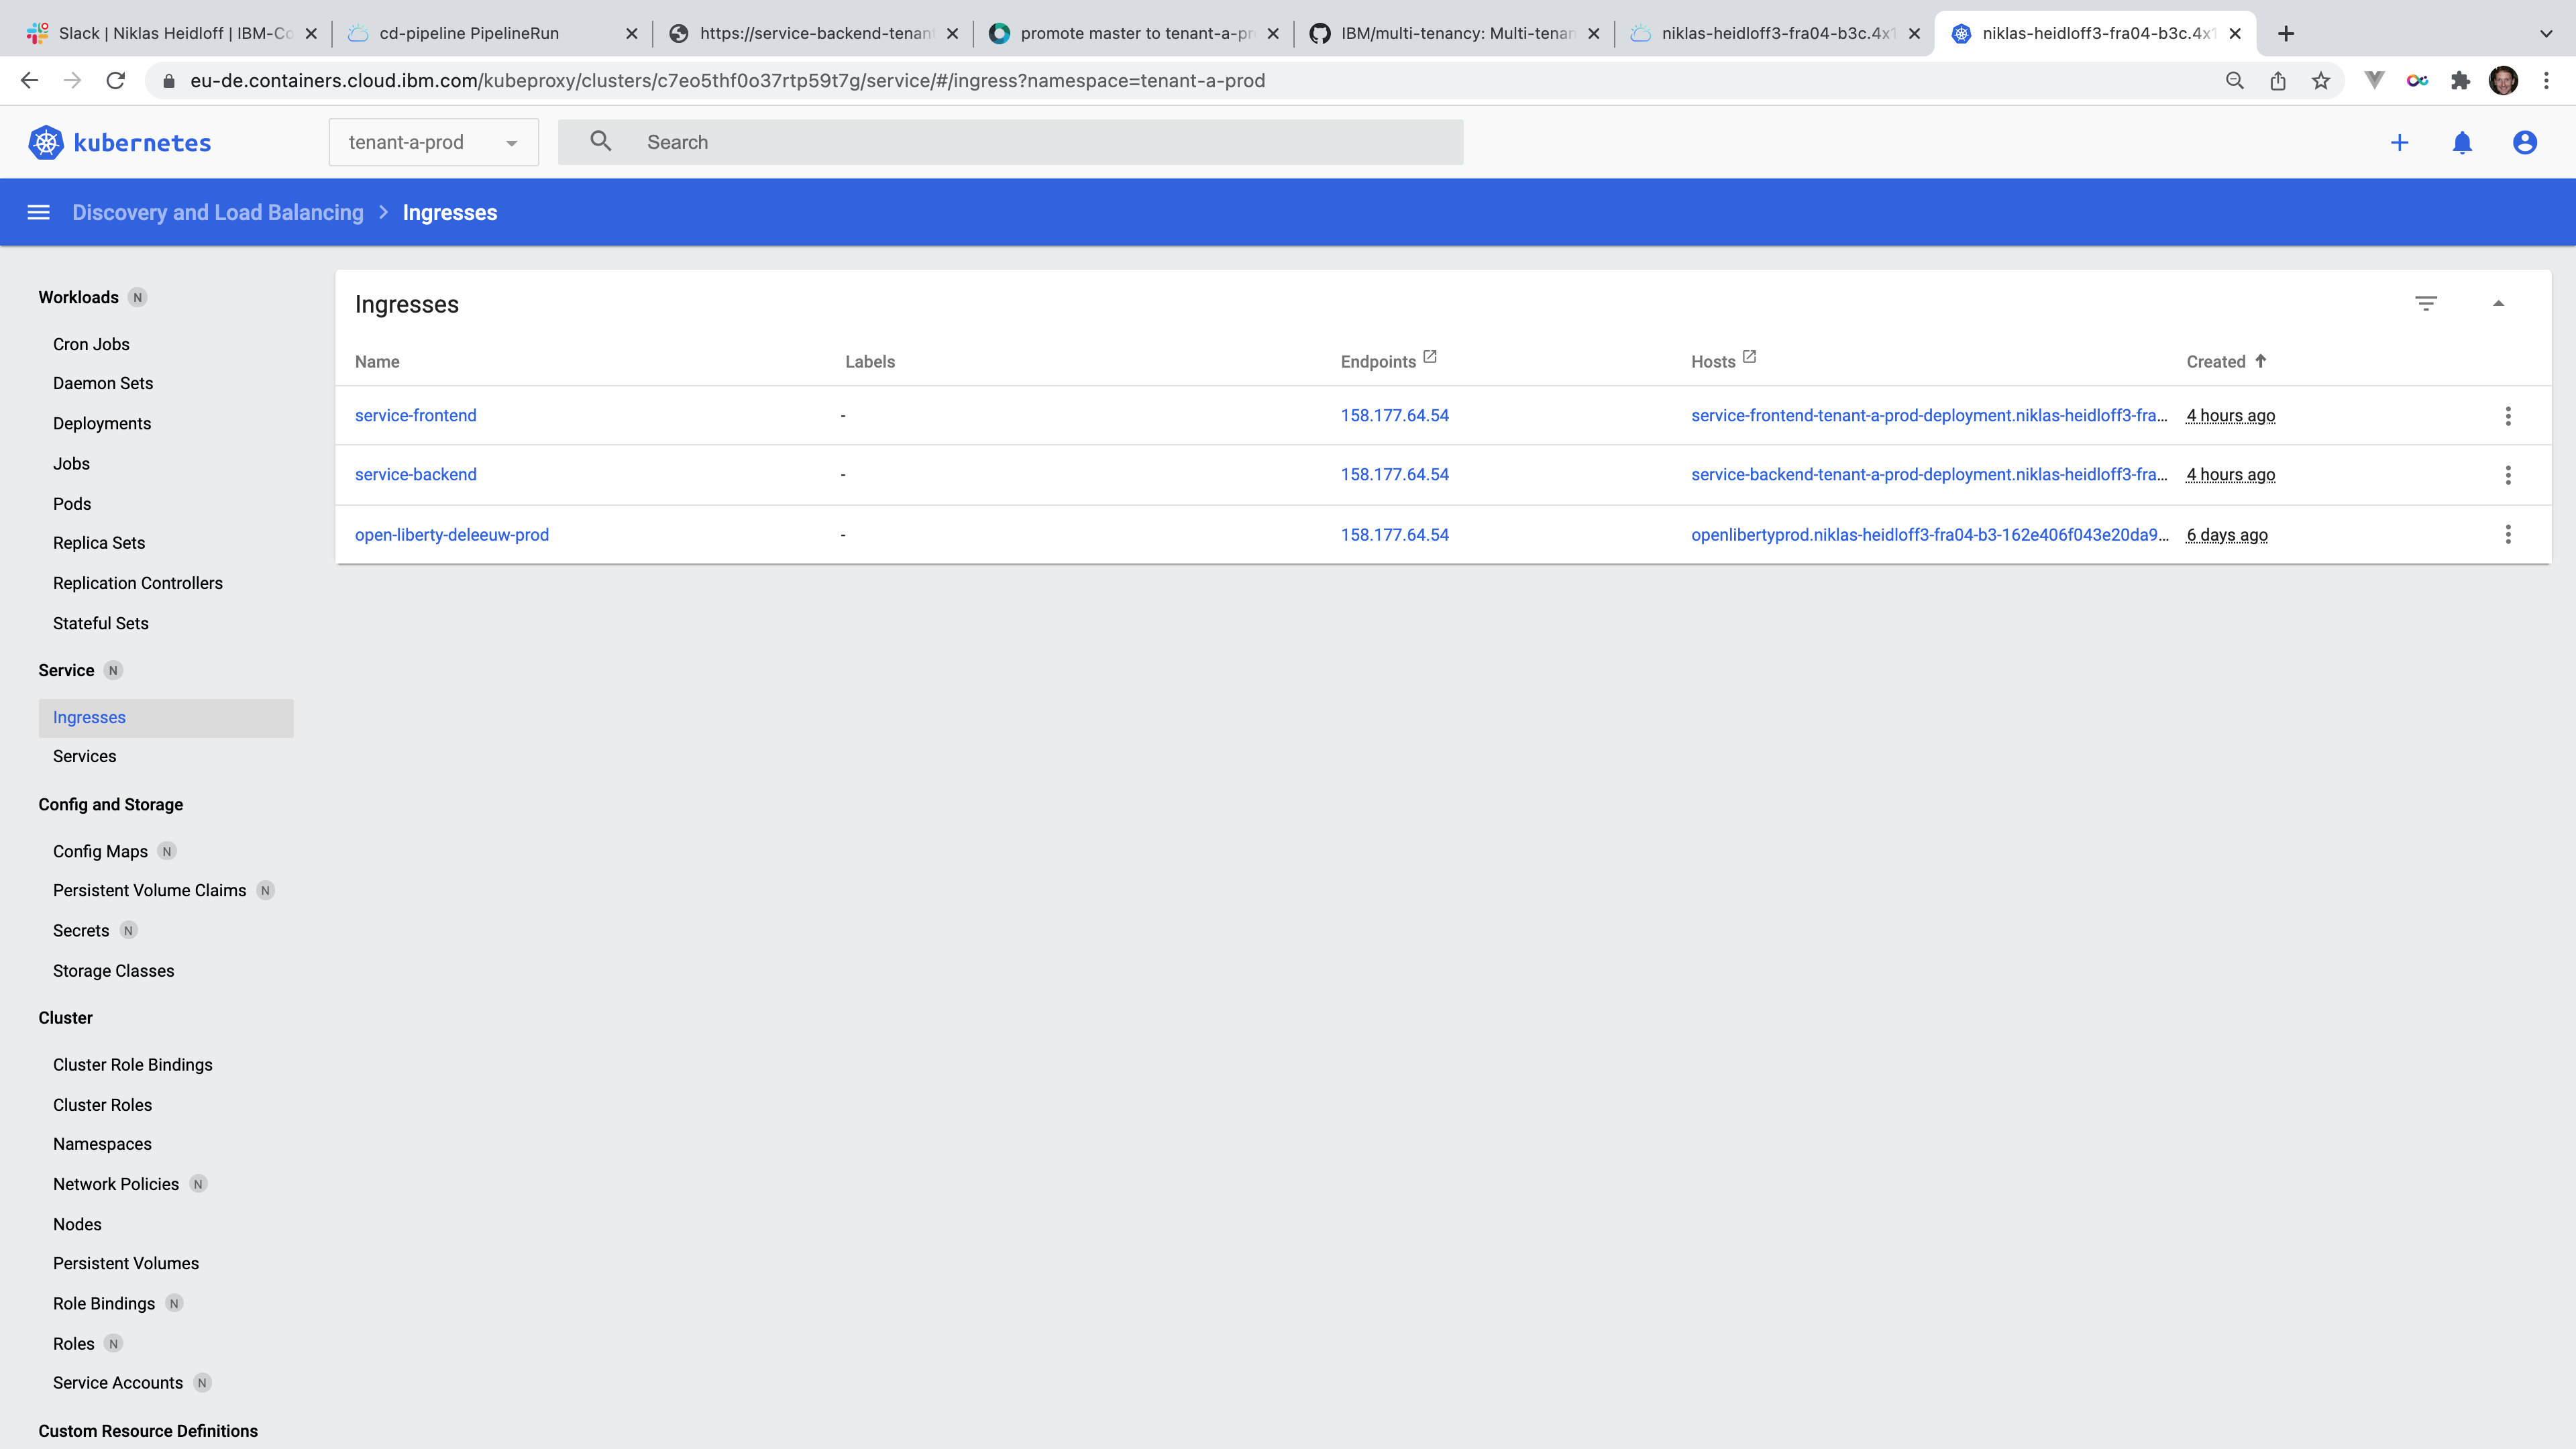 Slack | Niklas Heidloff | IBM-Co
cd-pipeline PipelineRun
https://service-backend-tenant
promote master to tenant-a-pr
IBM/multi-tenancy: Multi-tenan
niklas-heidloff3-fra04-b3c.4x1
niklas-heidloff3-fra04-b3c.4x1
eu-de.containers.cloud.ibm.com/kubeproxy/clusters/c7eo5thf0o37rtp59t7g/service/#/ingress?namespace=tenant-a-prod
kubernetes
tenant-a-prod
Search
Discovery and Load Balancing > Ingresses
Workloads N
Cron Jobs
Daemon Sets
Deployments
Jobs
Pods
Replica Sets
Replication Controllers
Stateful Sets
Service N
Ingresses
Services
Config and Storage
Config Maps N
Persistent Volume Claims N
Secrets N
Storage Classes
Cluster
Cluster Role Bindings
Cluster Roles
Namespaces
Network Policies N
Nodes
Persistent Volumes
Role Bindings N
Roles N
Service Accounts N
Custom Resource Definitions
Ingresses
Name Labels Endpoints Hosts Created
service-frontend - 158.177.64.54 service-frontend-tenant-a-prod-deployment.niklas-heidloff3-fra... 4 hours ago
service-backend - 158.177.64.54 service-backend-tenant-a-prod-deployment.niklas-heidloff3-fra... 4 hours ago
open-liberty-deleeuw-prod - 158.177.64.54 openlibertyprod.niklas-heidloff3-fra04-b3-162e406f043e20da9... 6 days ago